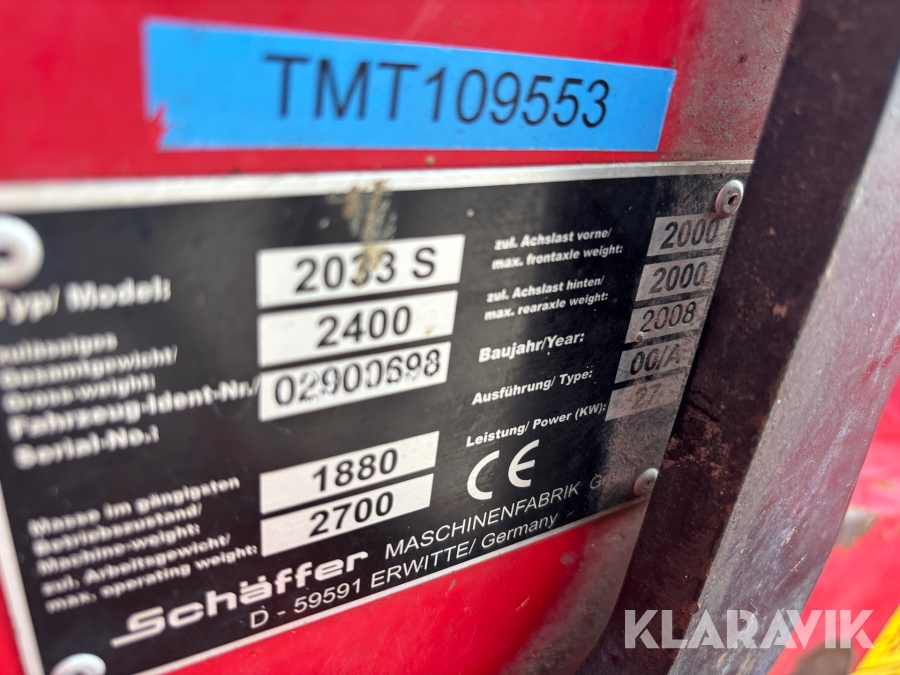 TMT109553
Typ/ Model:
2033 S
zulässiges
Gesamtgewicht/
Gross-weight:
2400
Fahrzeug-Ident-Nr./
Serial-No.:
02900698
Masse im gängigsten
Betriebszustand/
Machine-weight:
1880
zul. Arbeitsgewicht/
max. operating weight:
2700
zul. Achslast vorne/
max. frontaxle weight:
2000
zul. Achslast hinten/
max. rearaxle weight:
2000
Baujahr/Year:
2008
Ausführung/ Type:
00/A
Leistung/ Power (KW):
27
CE
Schäffer MASCHINENFABRIK
D - 59591 ERWITTE/ Germany
KLARAVIK